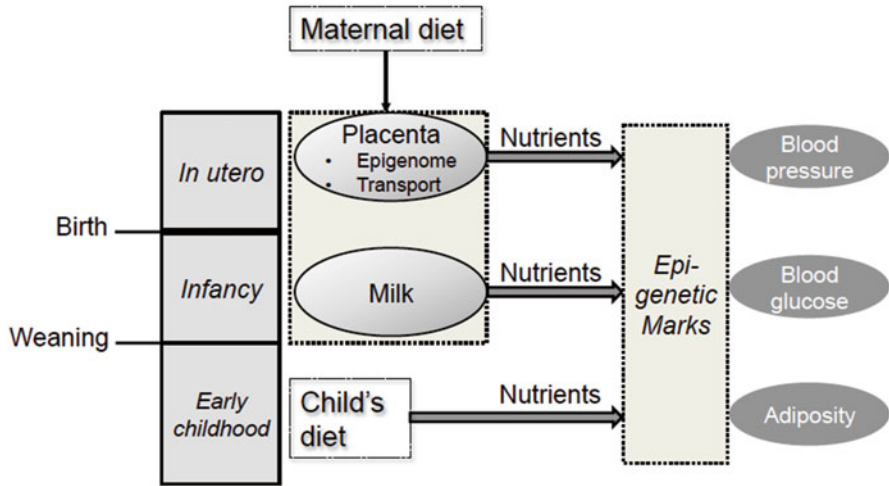 Maternal diet
In utero
Birth
Infancy
Weaning
Early
childhood
Placenta
• Epigenome
• Transport
Milk
Child's
diet
Nutrients
Nutrients
Nutrients
Epi-
genetic
Marks
Blood
pressure
Blood
glucose
Adiposity